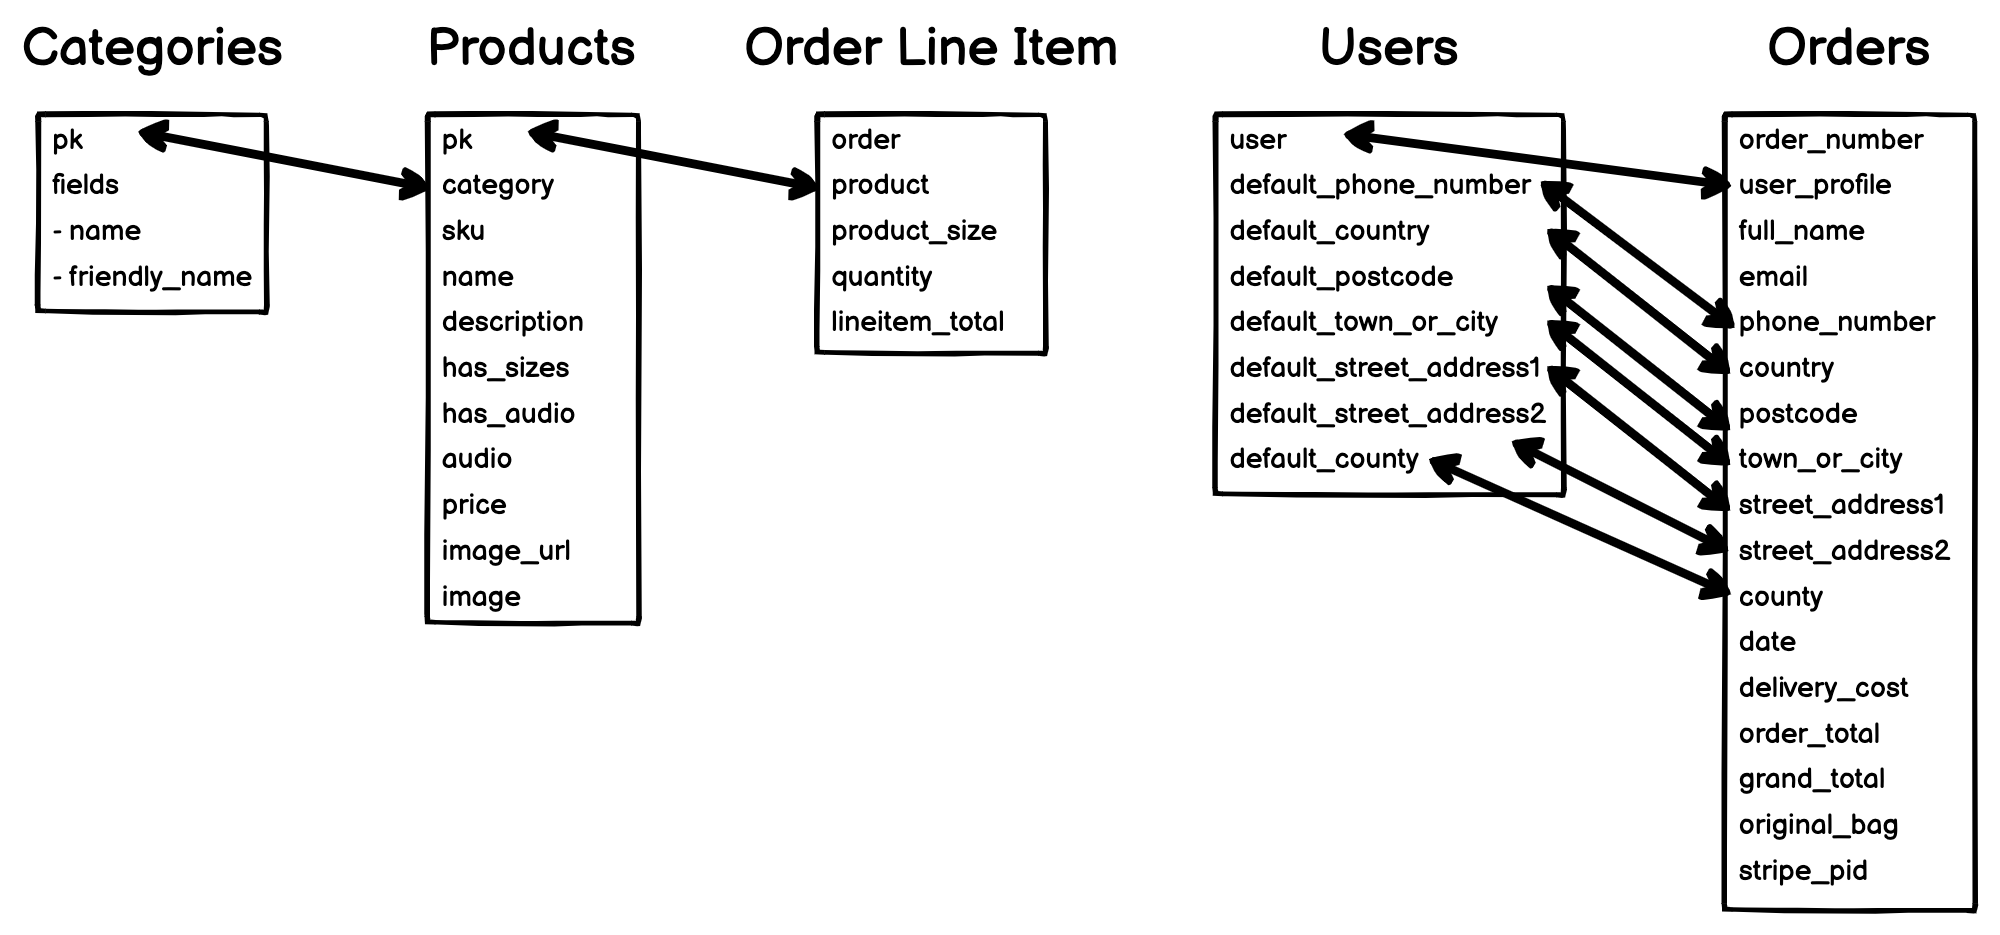 Categories
pk
fields
- name
- friendly_name
Products
pk
category
sku
name
description
has_sizes
has_audio
audio
price
image_url
image
Order Line Item
order
product
product_size
quantity
lineitem_total
Users
user
default_phone_number
default_country
default_postcode
default_town_or_city
default_street_address1
default_street_address2
default_county
Orders
order_number
user_profile
full_name
email
phone_number
country
postcode
town_or_city
street_address1
street_address2
county
date
delivery_cost
order_total
grand_total
original_bag
stripe_pid